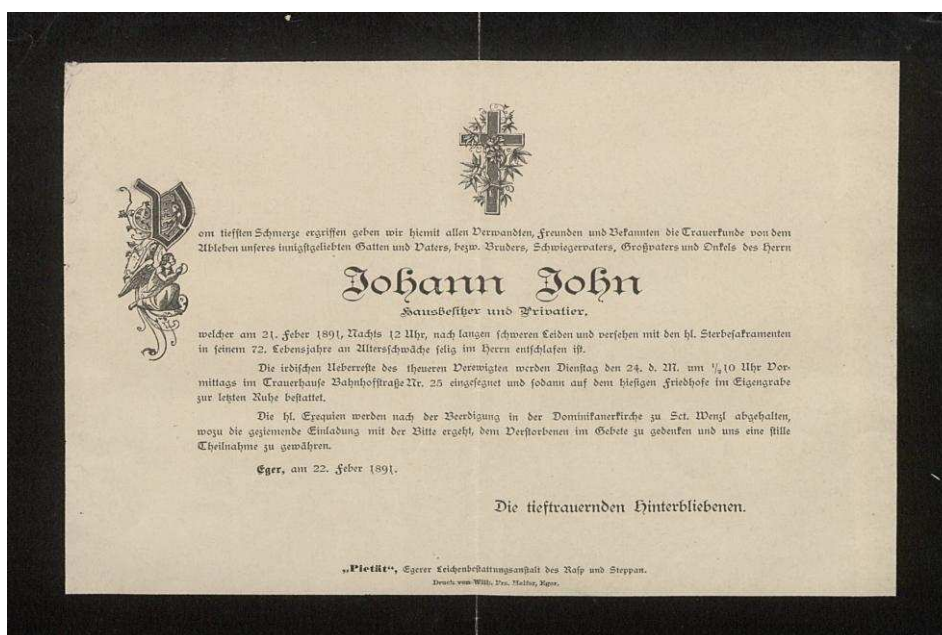 Vom tiefsten Schmerze ergriffen geben wir hiemit allen Verwandten, Freunden und Bekannten die Trauerkunde von dem
Ableben unseres innigstgeliebten Gatten und Vaters, bezw. Bruders, Schwiegervaters, Großvaters und Onkels des Herrn
Johann John
Hausbesitzer und Privatier,
welcher am 21. Feber 1891, Nachts 12 Uhr, nach langen schweren Leiden und versehen mit den hl. Sterbesakramenten
in seinem 72. Lebensjahre an Altersschwäche selig im Herrn entschlafen ist.
Die irdischen Ueberreste des theueren Verewigten werden Dienstag den 24. d. M. um ½10 Uhr Vor-
mittags im Trauerhause Bahnhofstraße Nr. 25 eingesegnet und sodann auf dem hiesigen Friedhofe im Eigengrabe
zur letzten Ruhe bestattet.
Die hl. Exequien werden nach der Beerdigung in der Dominikanerkirche zu Sct. Wenzl abgehalten,
wozu die geziemende Einladung mit der Bitte ergeht, dem Verstorbenen im Gebete zu gedenken und uns eine stille
Theilnahme zu gewähren.
Eger, am 22. Feber 1891.
Die tieftrauernden Hinterbliebenen.
„Pietät“, Egerer Leichenbestattungsanstalt des Rasp und Steppan.
Druck von Wilh. Eger.